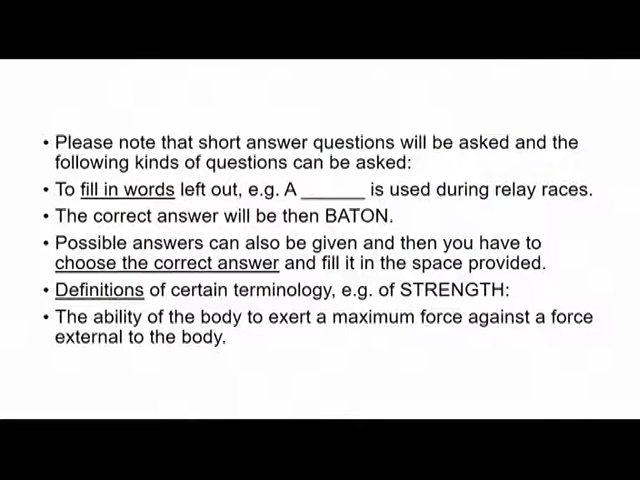 • Please note that short answer questions will be asked and the
following kinds of questions can be asked:
• To fill in words left out, e.g. A ______ is used during relay races.
• The correct answer will be then BATON.
• Possible answers can also be given and then you have to
choose the correct answer and fill it in the space provided.
• Definitions of certain terminology, e.g. of STRENGTH:
• The ability of the body to exert a maximum force against a force
external to the body.